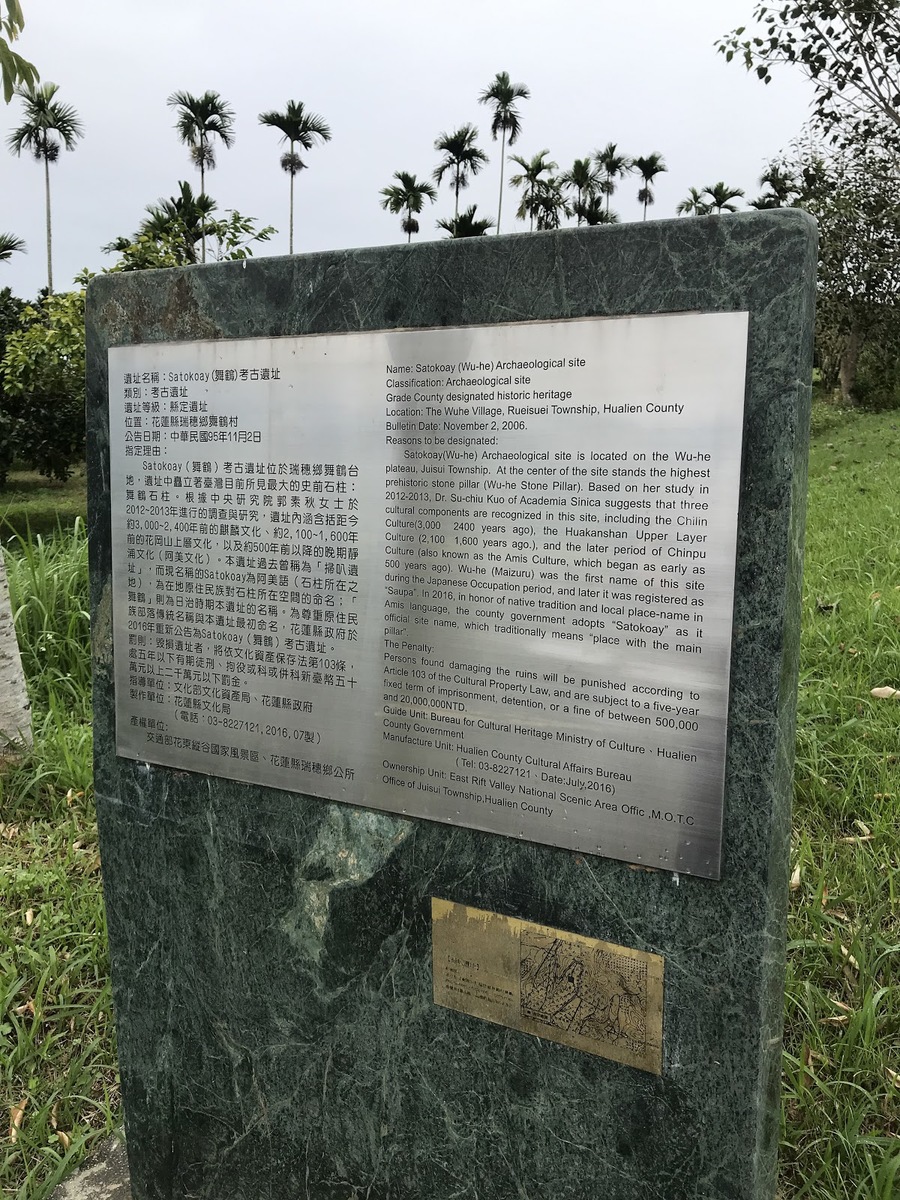 遺址名稱：Satokoay(舞鶴)考古遺址
類別：考古遺址
遺址等級：縣定遺址
位置：花蓮縣瑞穗鄉舞鶴村
公告日期：中華民國95年11月2日
指定理由：
Satokoay（舞鶴）考古遺址位於瑞穗鄉舞鶴台
地，遺址中矗立著臺灣目前所見最大的史前石柱：
舞鶴石柱。根據中央研究院郭素秋女士於
2012-2013年進行的調查與研究，遺址內涵含括距今
約3,000-2,400年前的麒麟文化、約2,100-1,600年
前的花岡山上層文化，以及約500年前以降的晚期靜
浦文化（阿美文化）。本遺址過去曾稱為「掃叭遺
址」，而現名稱的Satokoay為阿美語（石柱所在之
地），為在地原住民族對石柱所在空間的命名；「
舞鶴」則為日治時期本遺址的名稱。為尊重原住民
族部落傳統名稱與本遺址最初命名，花蓮縣政府於
2016年重新公告為Satokoay（舞鶴）考古遺址。
罰則：毀損遺址者，將依文化資產保存法第103條，
處五年以下有期徒刑、拘役或科或併科新臺幣五十
萬元以上二千萬元以下罰金。
指導單位：文化部文化資產局、花蓮縣政府
製作單位：花蓮縣文化局
（電話：03-8227121,2016,07製）
產權單位：
交通部花東縱谷國家風景區、花蓮縣瑞穗鄉公所
Name: Satokoay (Wu-he) Archaeological site
Classification: Archaeological site
Grade County designated historic heritage
Location: The Wuhe Village, Rueisuei Township, Hualien County
Bulletin Date: November 2, 2006.
Reasons to be designated:
Satokoay(Wu-he) Archaeological site is located on the Wu-he
plateau, Juisui Township. At the center of the site stands the highest
prehistoric stone pillar (Wu-he Stone Pillar). Based on her study in
2012-2013, Dr. Su-chiu Kuo of Academia Sinica suggests that three
cultural components are recognized in this site, including the Chilin
Culture(3,000 2400 years ago), the Huakanshan Upper Layer
Culture (2,100 1,600 years ago.), and the later period of Chinpu
Culture (also known as the Amis Culture, which began as early as
500 years ago). Wu-he (Maizuru) was the first name of this site
during the Japanese Occupation period, and later it was registered as
"Saupa". In 2016, in honor of native tradition and local place-name in
Amis language, the county government adopts "Satokoay" as it
official site name, which traditionally means "place with the main
pillar"
The Penalty:
Persons found damaging the ruins will be punished according to
Article 103 of the Cultural Property Law, and are subject to a five-year
fixed term of imprisonment, detention, or a fine of between 500,000
and 20,000,000NTD.
Guide Unit: Bureau for Cultural Heritage Ministry of Culture、Hualien
County Government
Manufacture Unit: Hualien County Cultural Affairs Bureau
( Tel: 03-8227121、Date:July,2016)
Ownership Unit: East Rift Valley National Scenic Area Offic ,M.O.T.C
Office of Juisui Township,Hualien County